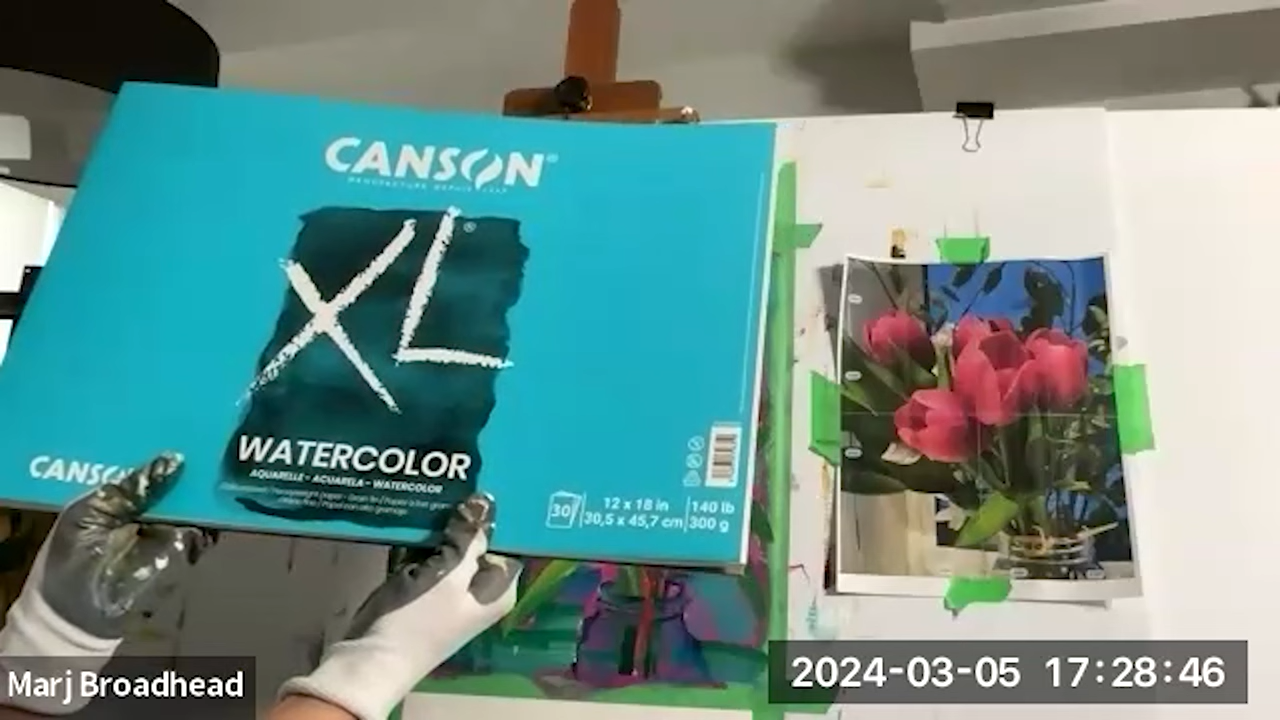 CANSON®
XL®
WATERCOLOR
AQUARELLE - ACUARELA - WATERCOLOR
CANSON
30
12 x 18 in
30,5 x 45,7 cm
140 lb
300 g
Marj Broadhead
2024-03-05 17:28:46